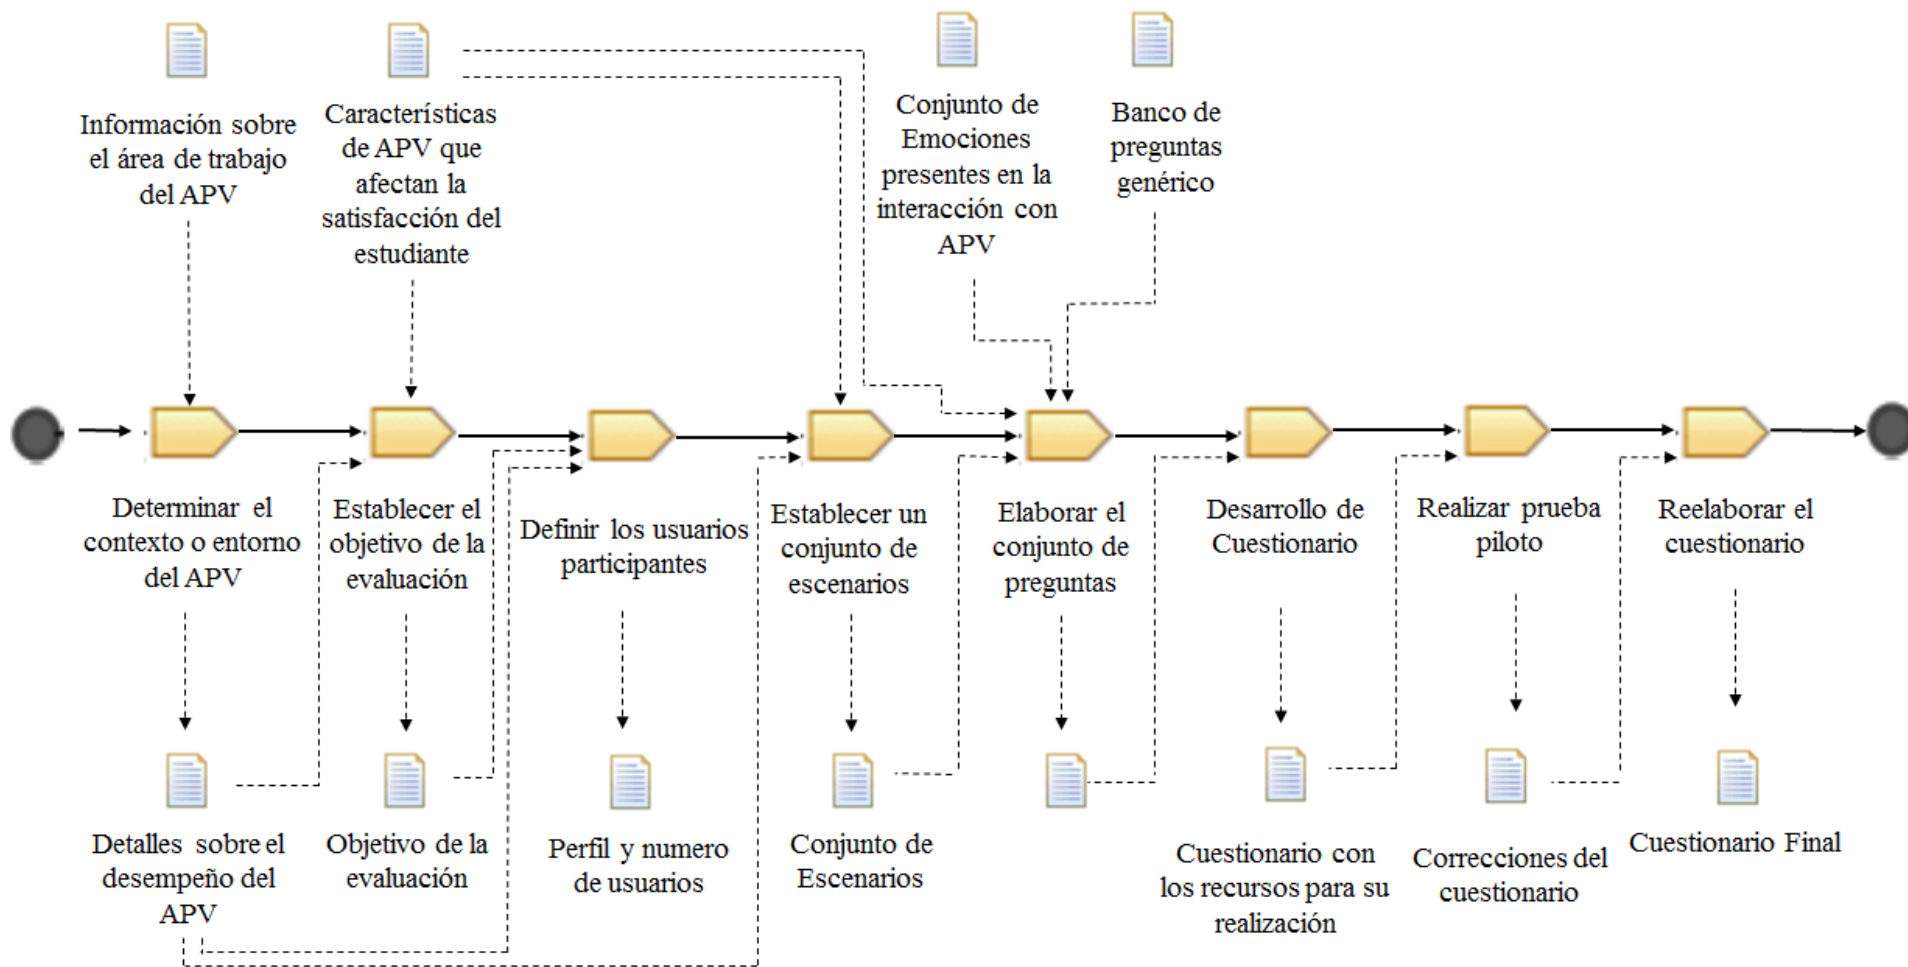 Información sobre
el área de trabajo
del APV
Características
de APV que
afectan la
satisfacción del
estudiante
Conjunto de
Emociones
presentes en la
interacción con
APV
Banco de
preguntas
genérico
Determinar el
contexto o entorno
del APV
Establecer el
objetivo de la
evaluación
Definir los usuarios
participantes
Establecer un
conjunto de
escenarios
Elaborar el
conjunto de
preguntas
Desarrollo de
Cuestionario
Realizar prueba
piloto
Reelaborar el
cuestionario
Detalles sobre el
desempeño del
APV
Objetivo de la
evaluación
Perfil y numero
de usuarios
Conjunto de
Escenarios
Cuestionario con
los recursos para su
realización
Correcciones del
cuestionario
Cuestionario Final